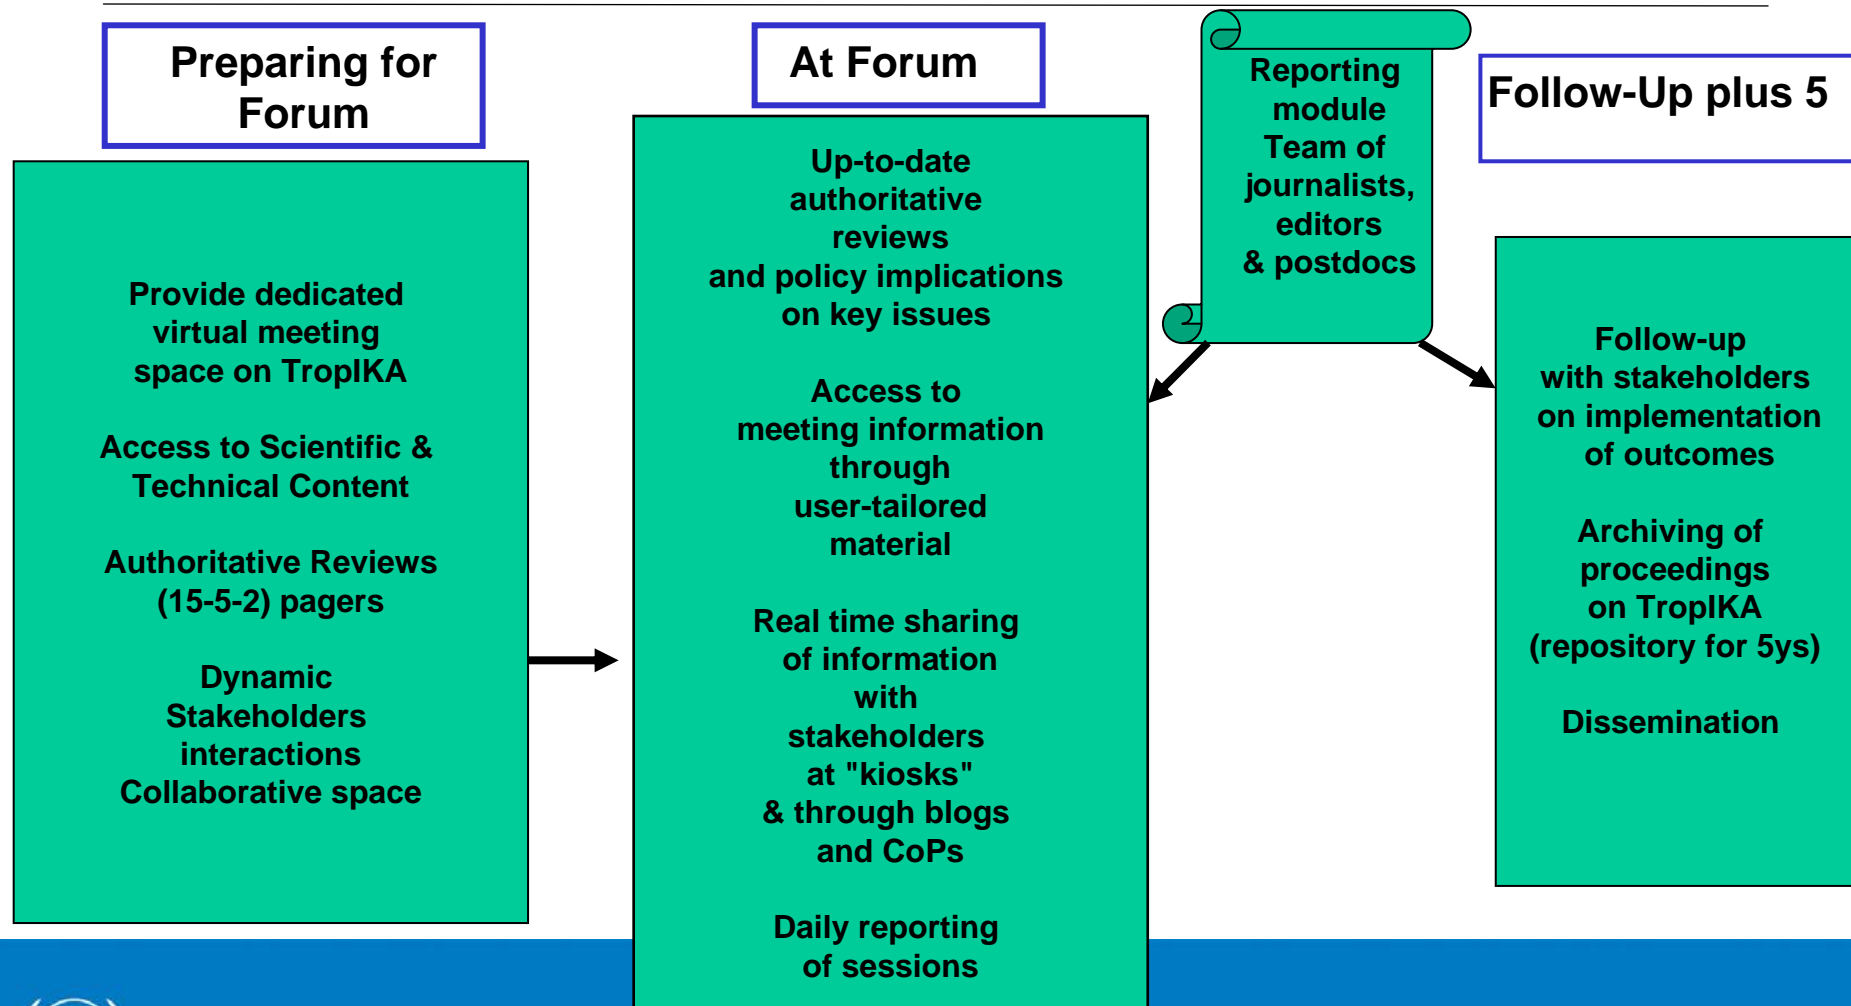 Preparing for
Forum
Provide dedicated
virtual meeting
space on TropIKA
Access to Scientific &
Technical Content
Authoritative Reviews
(15-5-2) pagers
Dynamic
Stakeholders
interactions
Collaborative space
At Forum
Up-to-date
authoritative
reviews
and policy implications
on key issues
Access to
meeting information
through
user-tailored
material
Real time sharing
of information
with
stakeholders
at "kiosks"
& through blogs
and CoPs
Daily reporting
of sessions
Reporting
module
Team of
journalists,
editors
& postdocs
Follow-Up plus 5
Follow-up
with stakeholders
on implementation
of outcomes
Archiving of
proceedings
on TropIKA
(repository for 5ys)
Dissemination